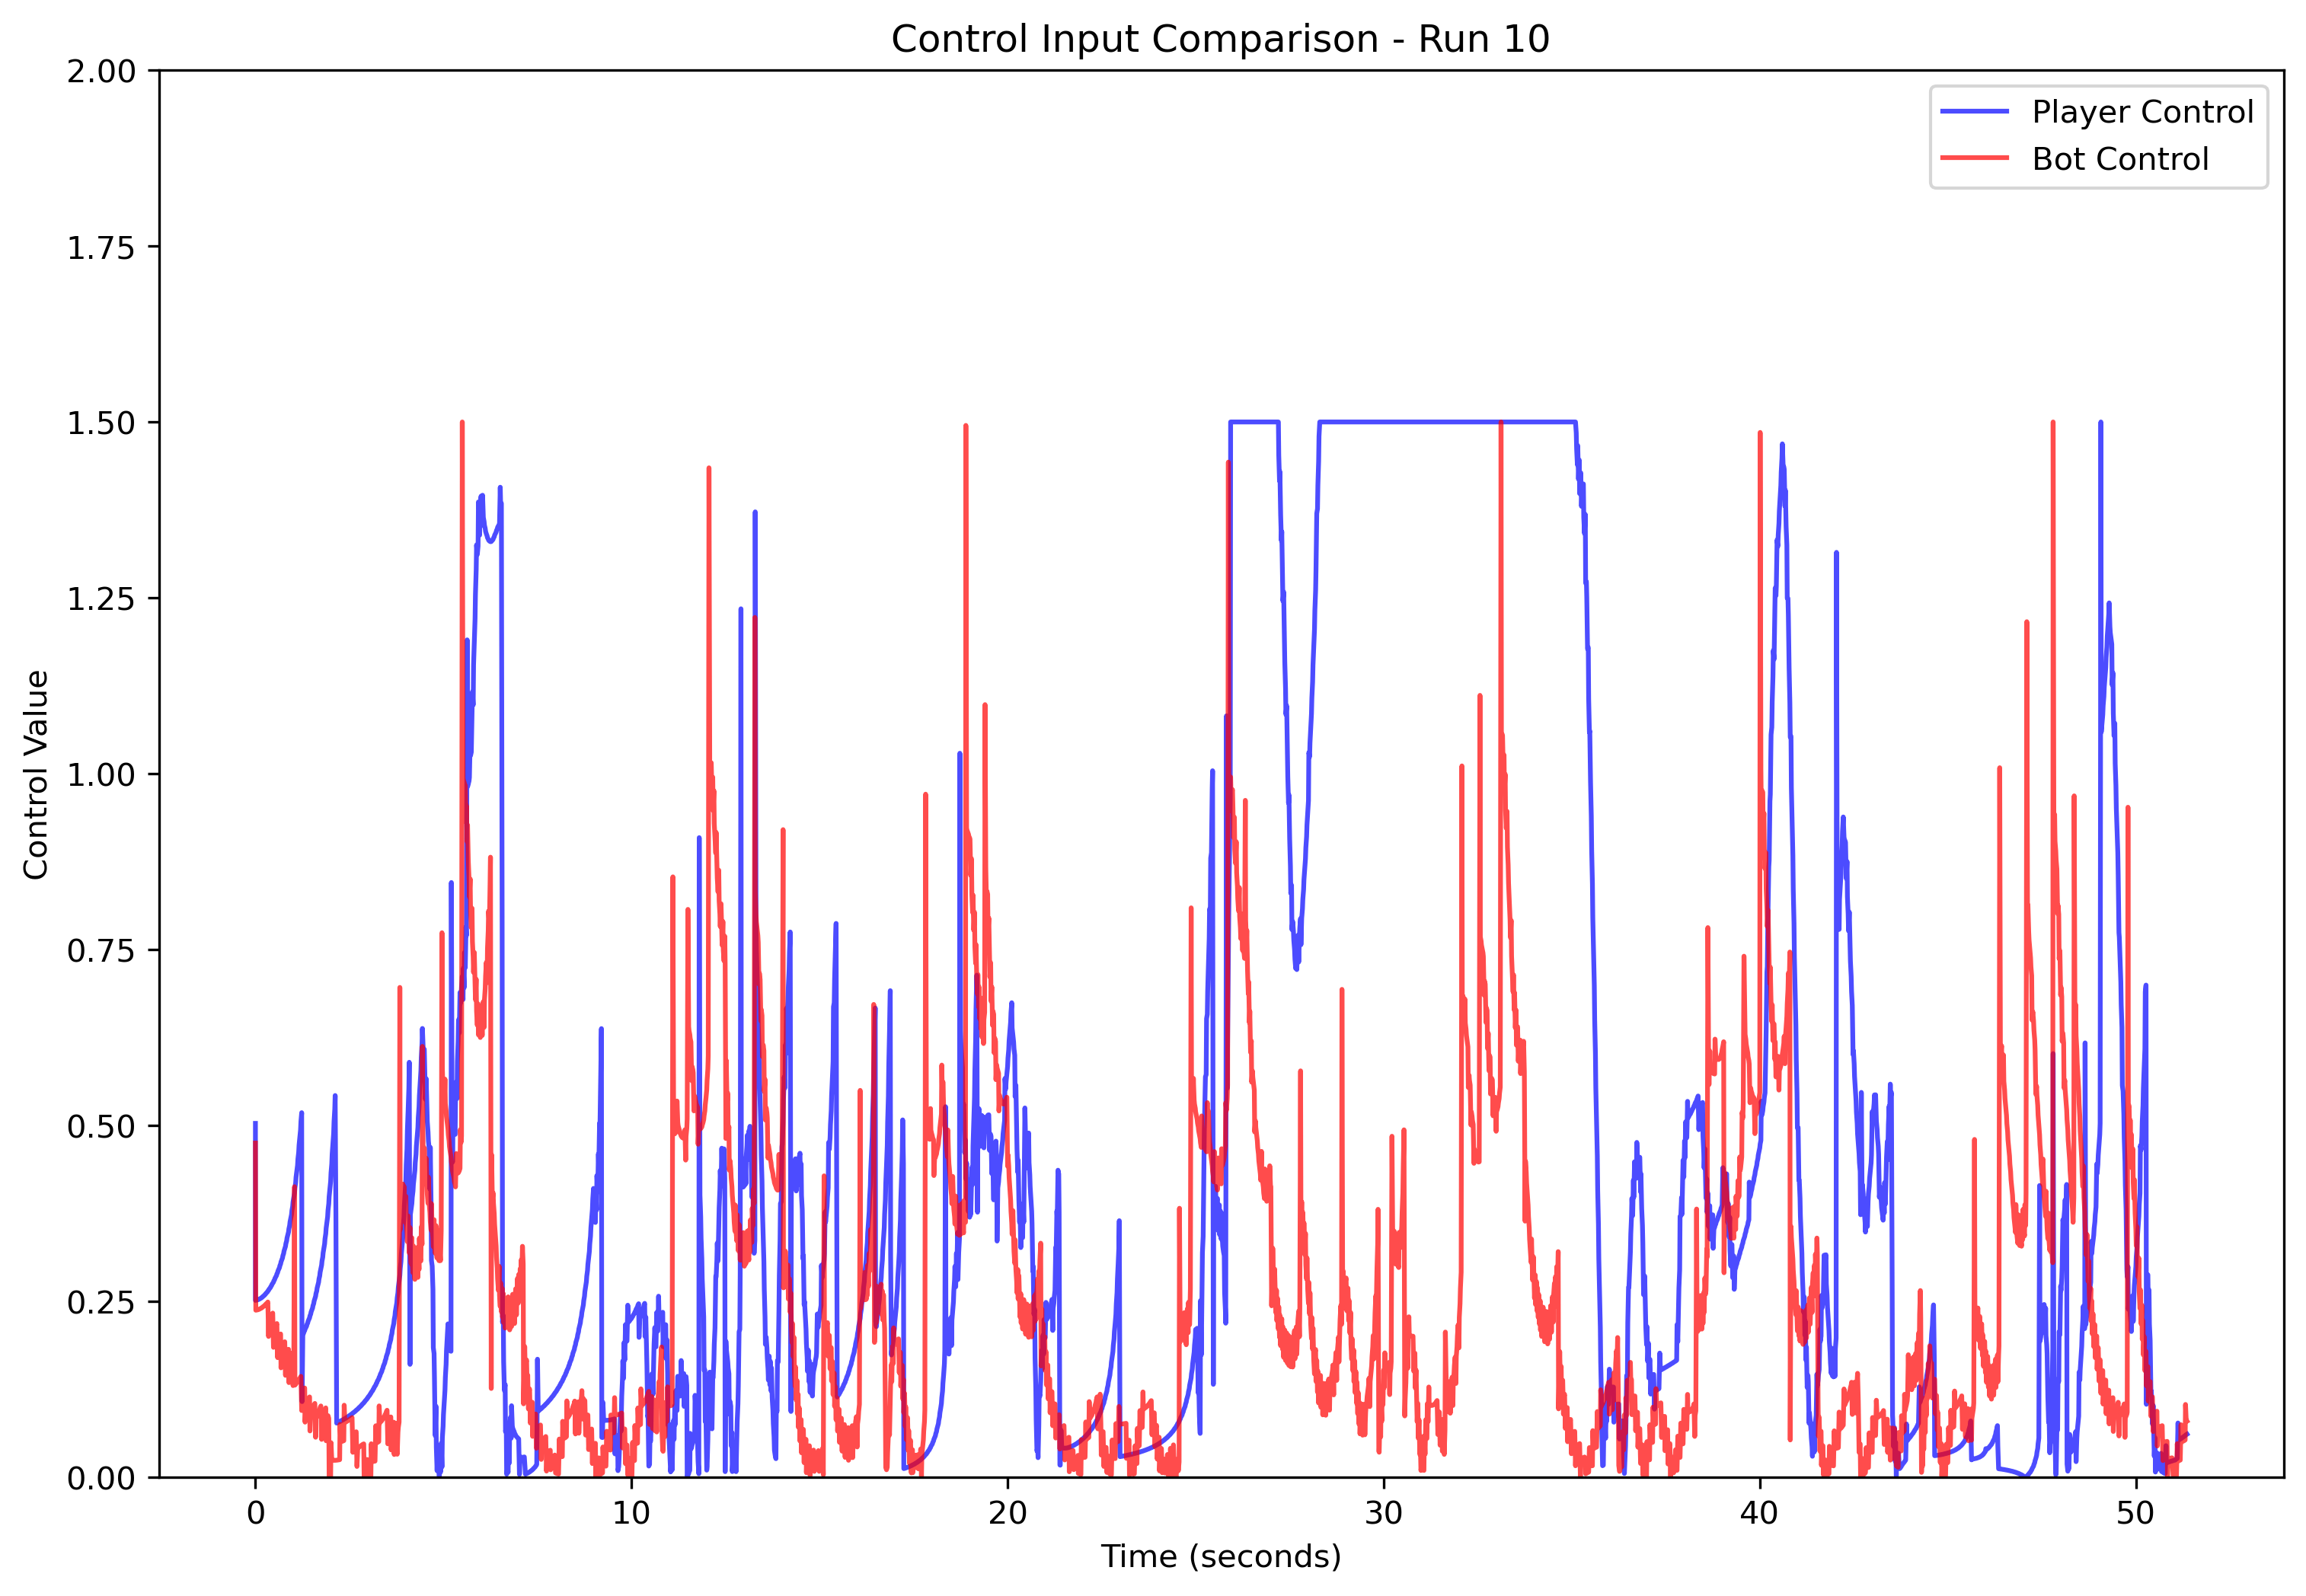 Control Input Comparison - Run 10
Player Control
Bot Control
Control Value
2.00
1.75
1.50
1.25
1.00
0.75
0.50
0.25
0.00
0 10 20 30 40 50
Time (seconds)